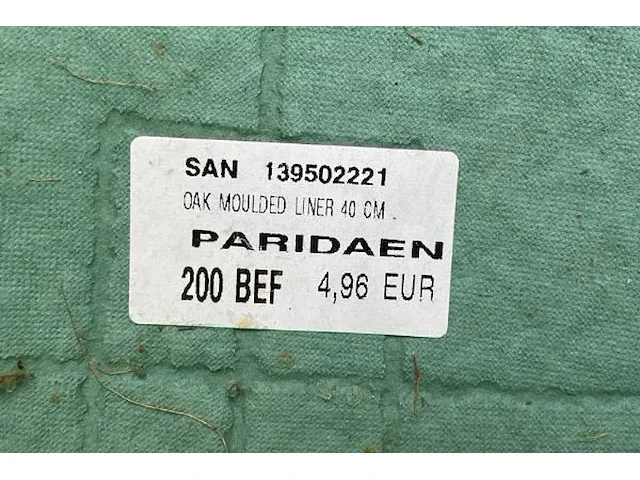 SAN 139502221
OAK MOULDED LINER 40 CM
PARIDAEN
200 BEF 4,96 EUR